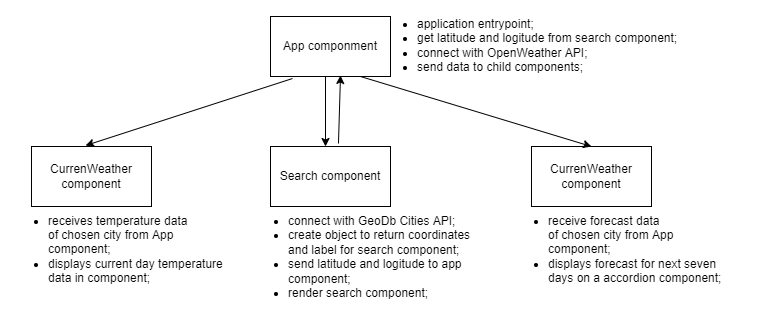 App componment
• application entrypoint;
• get latitude and logitude from search component;
• connect with OpenWeather API;
• send data to child components;
CurrenWeather
component
• receives temperature data
of chosen city from App
component;
• displays current day temperature
data in component;
Search component
• connect with GeoDb Cities API;
• create object to return coordinates
and label for search component;
• send latitude and logitude to app
component;
• render search component;
CurrenWeather
component
• receive forecast data
of chosen city from App
component;
• displays forecast for next seven
days on a accordion component;